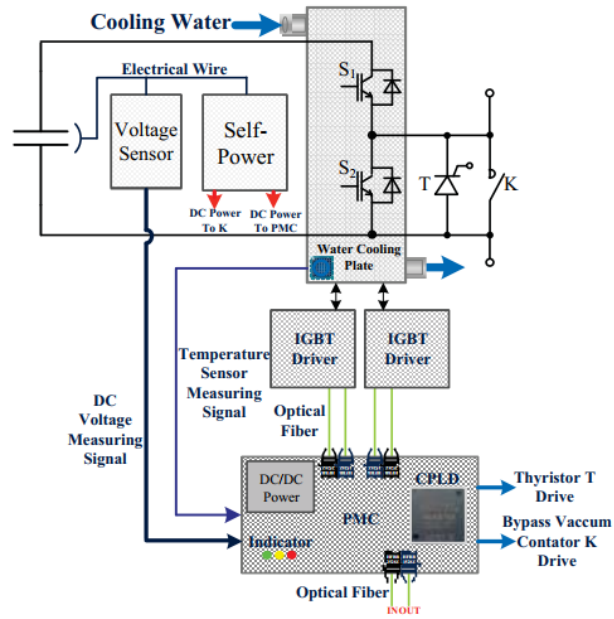 Cooling Water
Electrical Wire
Voltage
Sensor
Self-
Power
S1
S2
T
K
DC Power
To K
DC Power
To PMC
Water Cooling
Plate
IGBT
Driver
IGBT
Driver
Temperature
Sensor
Measuring
Signal
Optical
Fiber
DC
Voltage
Measuring
Signal
DC/DC
Power
CPLD
PMC
Indicator
Thyristor T
Drive
Bypass Vaccum
Contator K
Drive
Optical Fiber
INOUT